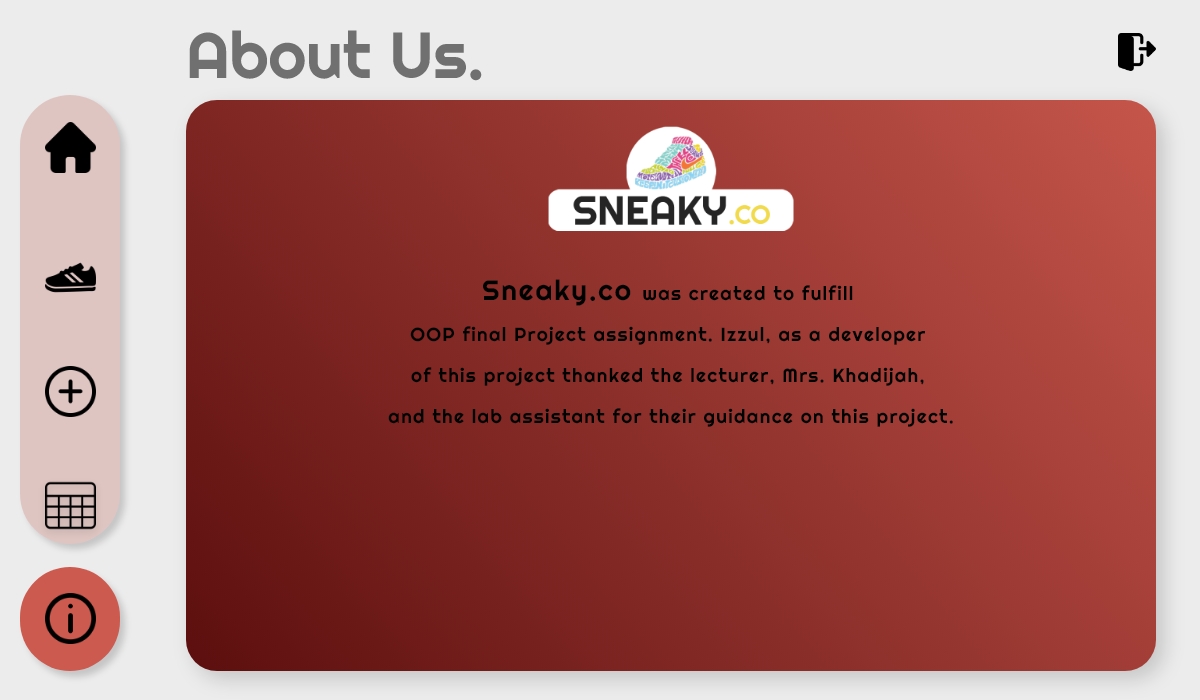 About Us.
SNEAKY.CO
Sneaky.co was created to fulfill
OOP final Project assignment. Izzul, as a developer
of this project thanked the lecturer, Mrs. Khadijah,
and the lab assistant for their guidance on this project.